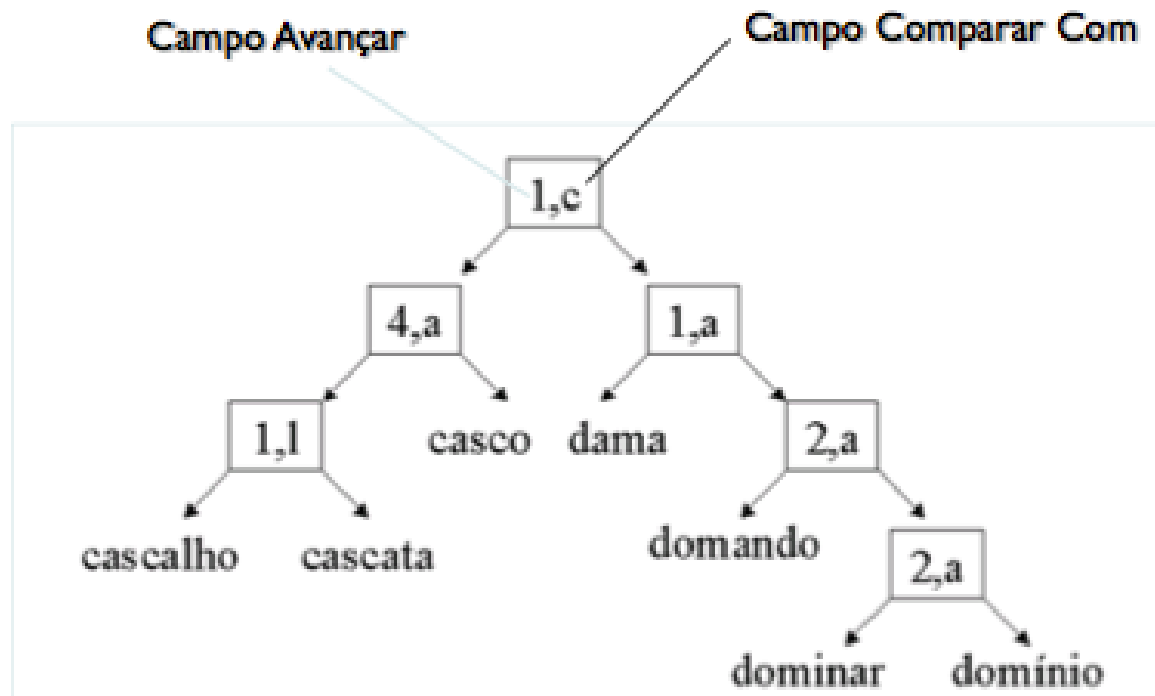 Campo Avançar
Campo Comparar Com
1,c
4,a
1,a
1,l
casco
dama
2,a
cascalho
cascata
domando
2,a
dominar
domínio